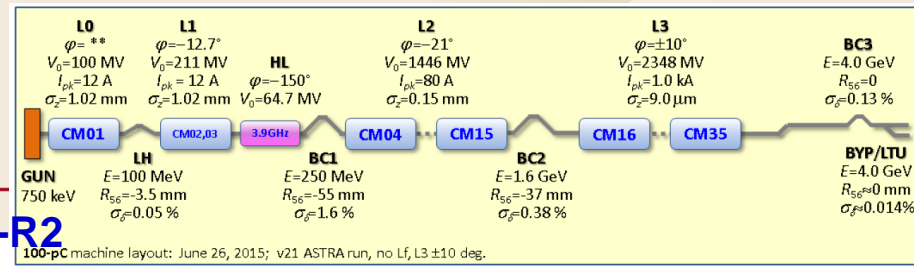 L0
φ= **
V0=100 MV
Ipk=12 A
σz=1.02 mm
L1
φ=−12.7°
V0=211 MV
Ipk=12 A
σz=1.02 mm
HL
φ=−150°
V0=64.7 MV
L2
φ=−21°
V0=1446 MV
Ipk=80 A
σz=0.15 mm
L3
φ=±10°
V0=2348 MV
Ipk=1.0 kA
σz=9.0 μm
BC3
E=4.0 GeV
R56=0
σδ=0.13 %
CM01
CM02,03
3.9GHz
CM04
CM15
CM16
CM35
GUN
750 keV
LH
E=100 MeV
R56=-3.5 mm
σδ=0.05 %
BC1
E=250 MeV
R56=-55 mm
σδ=1.6 %
BC2
E=1.6 GeV
R56=-37 mm
σδ=0.38 %
BYP/LTU
E=4.0 GeV
R56≈0 mm
σδ≈0.014%
-R2
100-pC machine layout: June 26, 2015; v21 ASTRA run, no Lf, L3 ±10 deg.